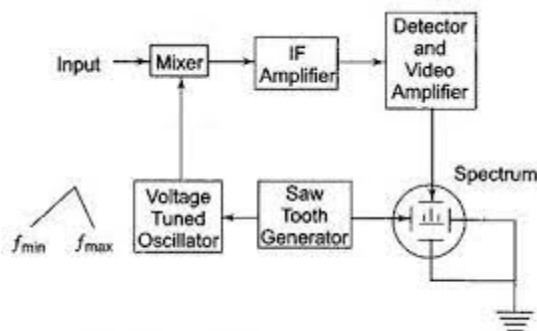 Input
Mixer
IF
Amplifier
Detector
and
Video
Amplifier
Spectrum
Voltage
Tuned
Oscillator
Saw
Tooth
Generator
fmin
fmax